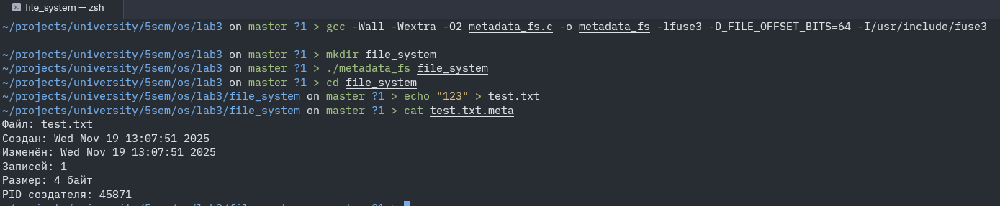 file_system — zsh
~/projects/university/5sem/os/lab3 on master ?1 > gcc -Wall -Wextra -O2 metadata_fs.c -o metadata_fs -lfuse3 -D_FILE_OFFSET_BITS=64 -I/usr/include/fuse3
~/projects/university/5sem/os/lab3 on master ?1 > mkdir file_system
~/projects/university/5sem/os/lab3 on master ?1 > ./metadata_fs file_system
~/projects/university/5sem/os/lab3 on master ?1 > cd file_system
~/projects/university/5sem/os/lab3/file_system on master ?1 > echo "123" > test.txt
~/projects/university/5sem/os/lab3/file_system on master ?1 > cat test.txt.meta
Файл: test.txt
Создан: Wed Nov 19 13:07:51 2025
Изменён: Wed Nov 19 13:07:51 2025
Записей: 1
Размер: 4 байт
PID создателя: 45871